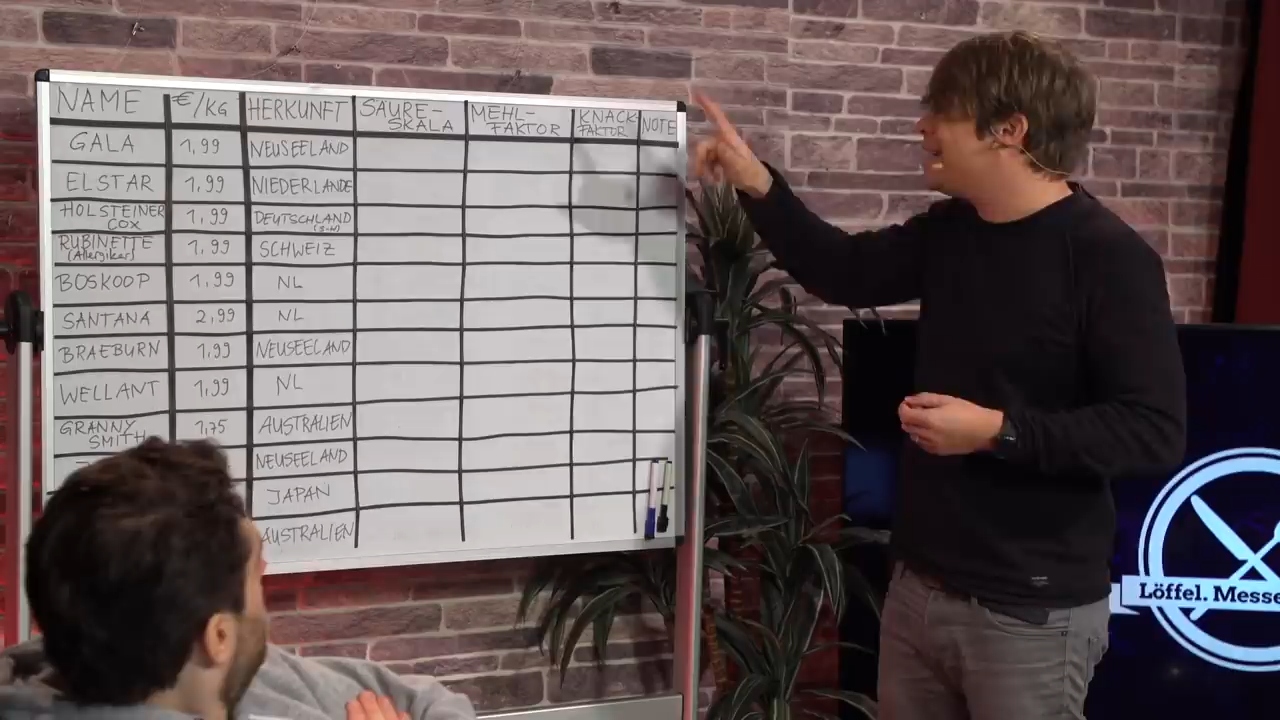 NAME €/KG HERKUNFT SÄURE-SKALA MEHL-FAKTOR KNACK-FAKTOR NOTE
GALA 1,99 NEUSEELAND
ELSTAR 1,99 NIEDERLANDE
HOLSTEINER COX 1,99 DEUTSCHLAND (S-H)
RUBINETTE (Allergiker) 1,99 SCHWEIZ
BOSKOOP 1,99 NL
SANTANA 2,99 NL
BRAEBURN 1,99 NEUSEELAND
WELLANT 1,99 NL
GRANNY SMITH 1,75 AUSTRALIEN
NEUSEELAND
JAPAN
AUSTRALIEN
Löffel. Messe